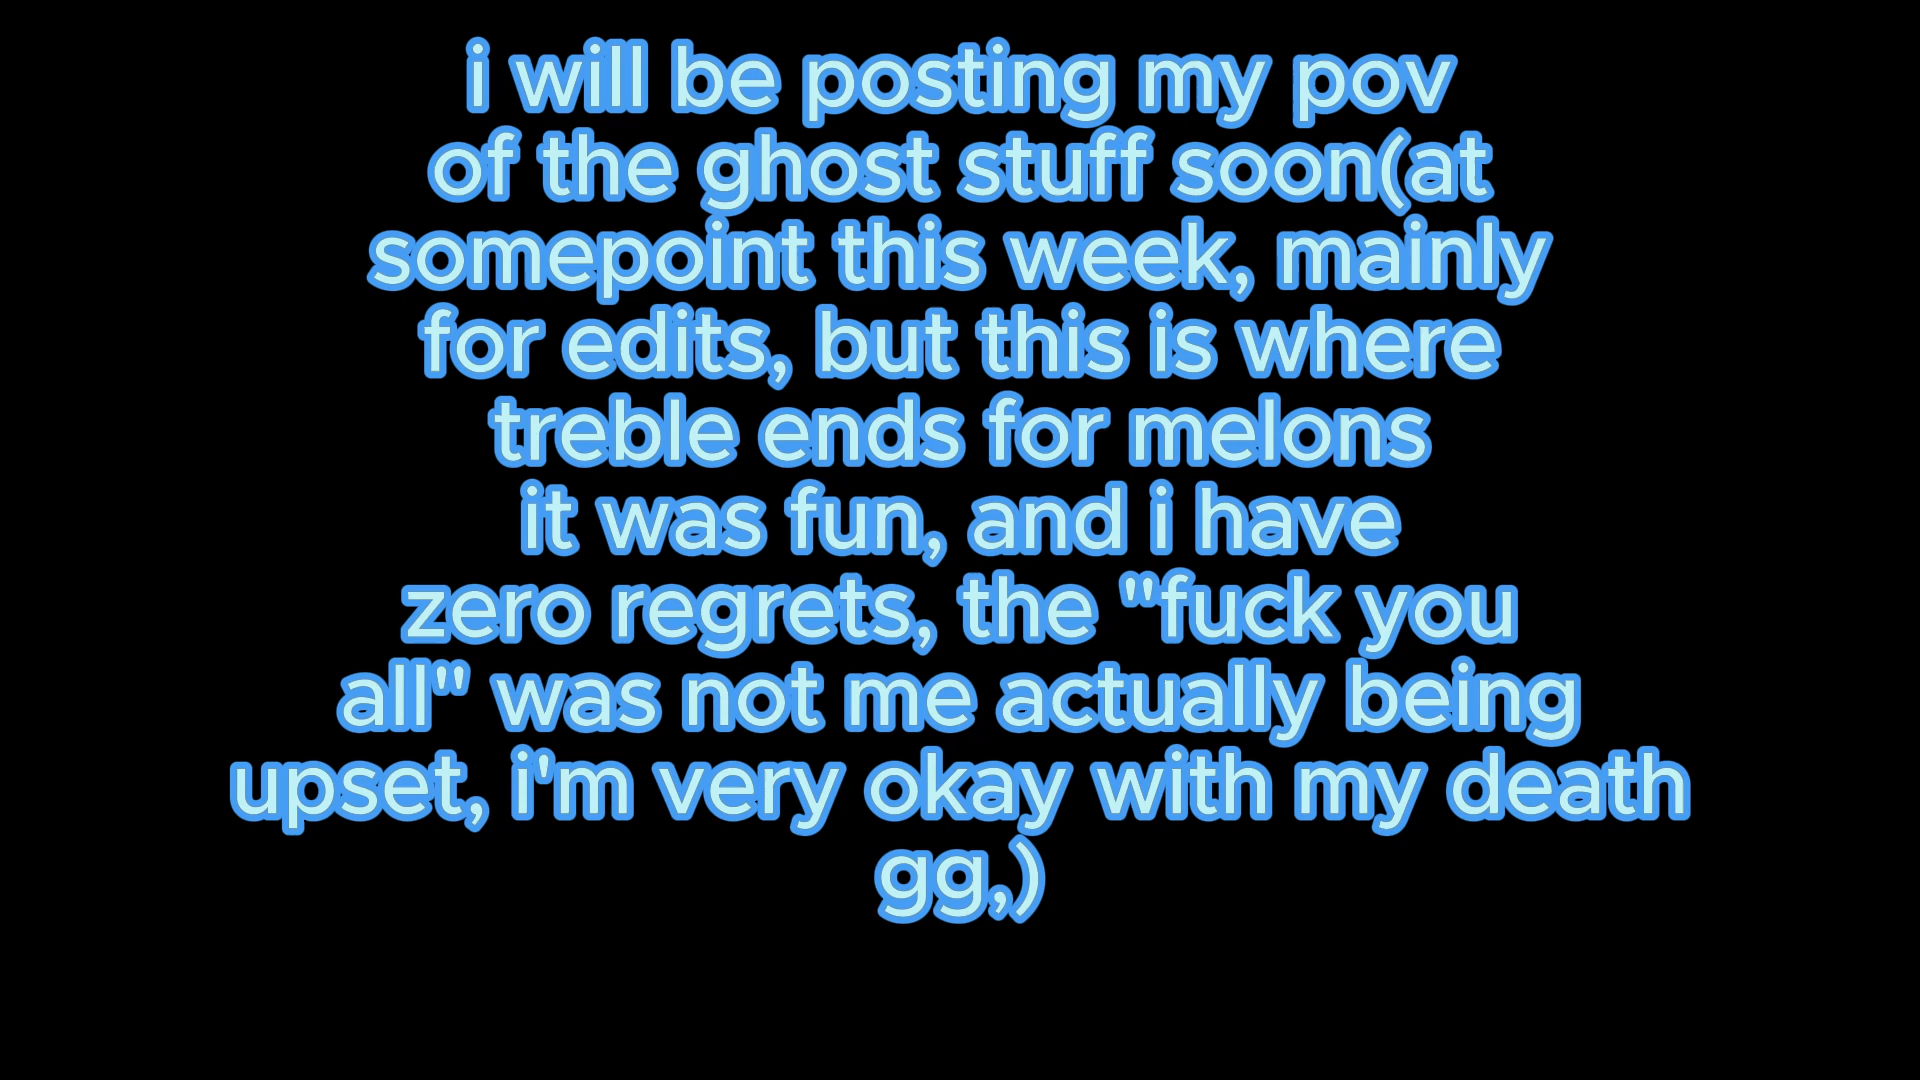 i will be posting my pov
of the ghost stuff soon(at
somepoint this week, mainly
for edits, but this is where
treble ends for melons
it was fun, and i have
zero regrets, the "fuck you
all" was not me actually being
upset, i'm very okay with my death
gg,)